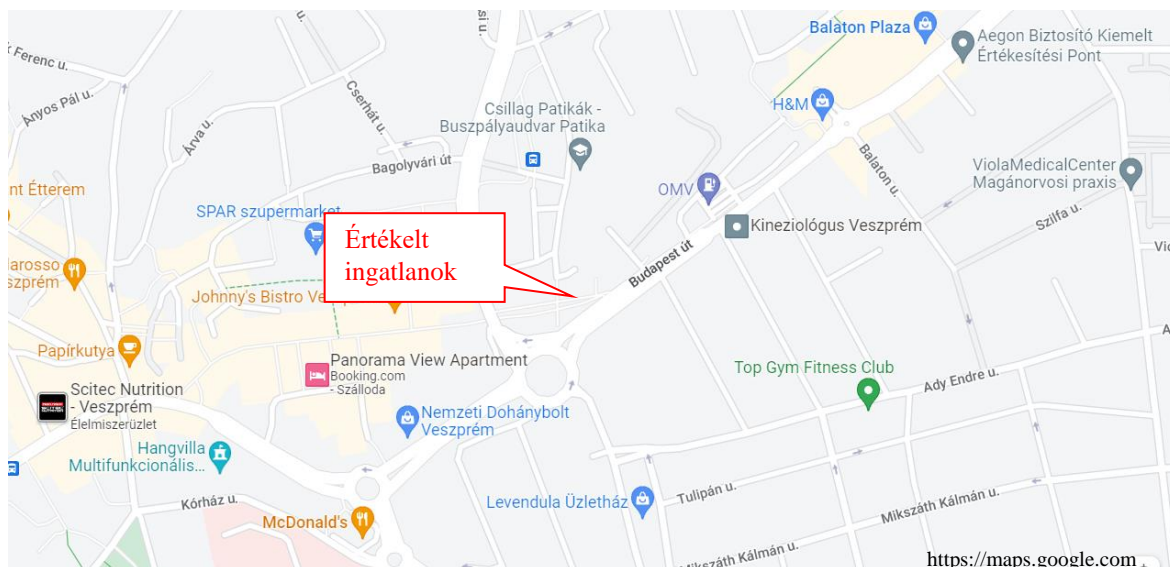 si u.
u.
Balaton Plaza
Aegon Biztosító Kiemelt
Értékesítési Pont
Ferenc u.
Ányos Pál u.
Árva u.
Cserhát u.
H&M
Csillag Patikák -
Buszpályaudvar Patika
Bagolyvári út
Balaton u.
ViolaMedicalCenter
Magánorvosi praxis
nt Étterem
OMV
SPAR szupermarket
Kineziológus Veszprém
Szilfa u.
Értékelt
ingatlanok
Budapest út
arosso
szprém
Johnny's Bistro Ve
Papírkutya
Panorama View Apartment
Booking.com
- Szálloda
Top Gym Fitness Club
Ady Endre u.
Scitec Nutrition
- Veszprém
Élelmiszerüzlet
Nemzeti Dohánybolt
Veszprém
Hangvilla
Multifunkcionális...
Kórház u.
Levendula Üzletház
Tulipán u.
Mikszáth Kálmán u.
McDonald's
Mikszáth Kálmán u.
https://maps.google.com